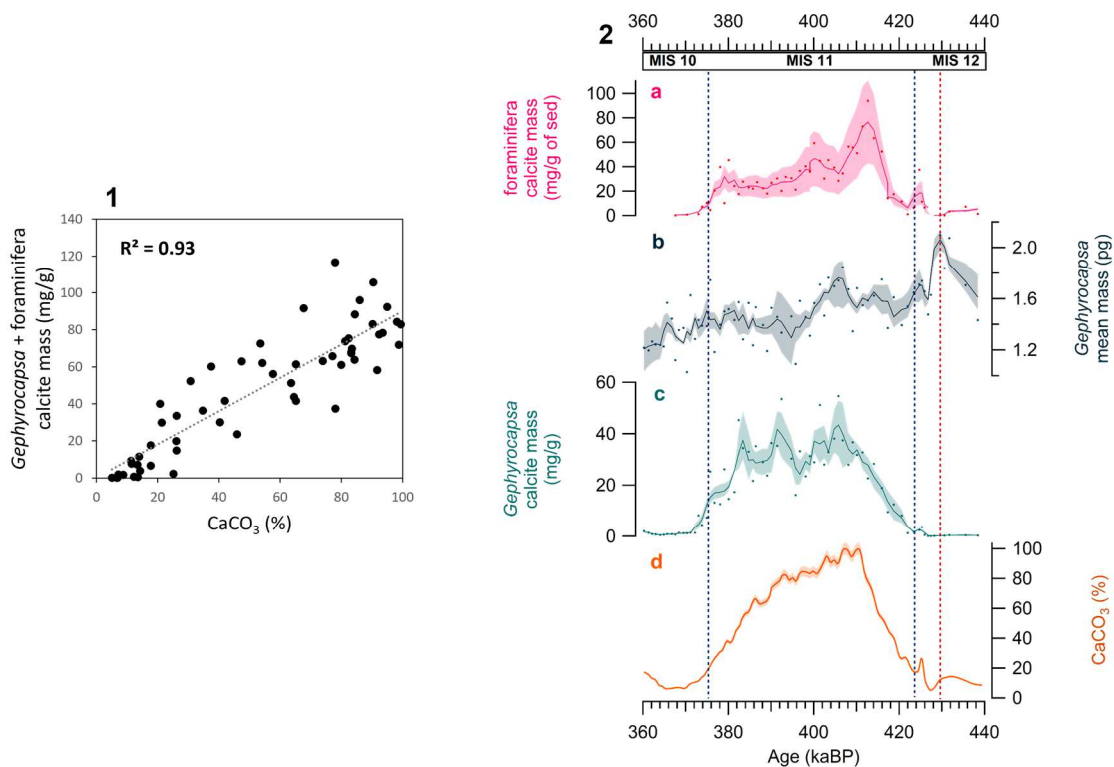 1
R² = 0.93
140
120
100
80
60
40
20
0
0 20 40 60 80 100
CaCO₃ (%)
Gephyrocapsa + foraminifera
calcite mass (mg/g)
2
360 380 400 420 440
MIS 10 MIS 11 MIS 12
a
foraminifera
calcite mass
(mg/g of sed)
100
80
60
40
20
0
b
2.0
1.6
1.2
Gephyrocapsa
mean mass (pg)
c
Gephyrocapsa
calcite mass
(mg/g)
60
40
20
0
d
100
80
60
40
20
0
CaCO₃ (%)
360 380 400 420 440
Age (kaBP)